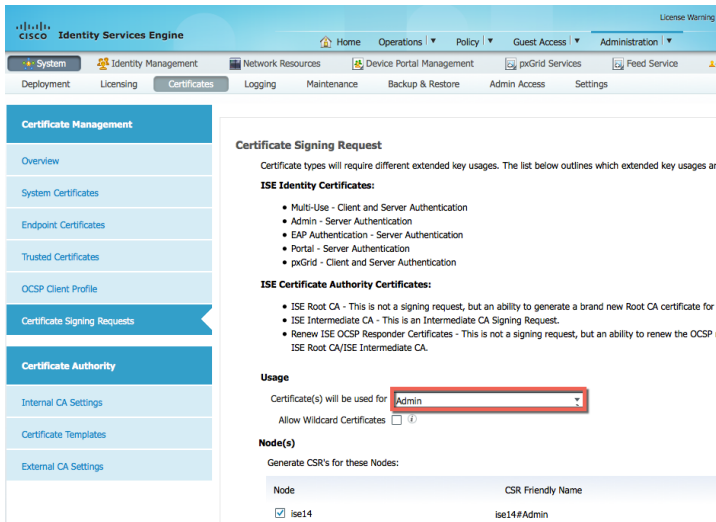 License Warning
CISCO Identity Services Engine
Home Operations Policy Guest Access Administration
System Identity Management Network Resources Device Portal Management pxGrid Services Feed Service
Deployment Licensing Certificates Logging Maintenance Backup & Restore Admin Access Settings
Certificate Management
Overview
System Certificates
Endpoint Certificates
Trusted Certificates
OCSP Client Profile
Certificate Signing Requests
Certificate Authority
Internal CA Settings
Certificate Templates
External CA Settings
Certificate Signing Request
Certificate types will require different extended key usages. The list below outlines which extended key usages ar
ISE Identity Certificates:
• Multi-Use - Client and Server Authentication
• Admin - Server Authentication
• EAP Authentication - Server Authentication
• Portal - Server Authentication
• pxGrid - Client and Server Authentication
ISE Certificate Authority Certificates:
• ISE Root CA - This is not a signing request, but an ability to generate a brand new Root CA certificate for
• ISE Intermediate CA - This is an Intermediate CA Signing Request.
• Renew ISE OCSP Responder Certificates - This is not a signing request, but an ability to renew the OCSP
ISE Root CA/ISE Intermediate CA.
Usage
Certificate(s) will be used for Admin
Allow Wildcard Certificates
Node(s)
Generate CSR's for these Nodes:
Node CSR Friendly Name
ise14 ise14#Admin